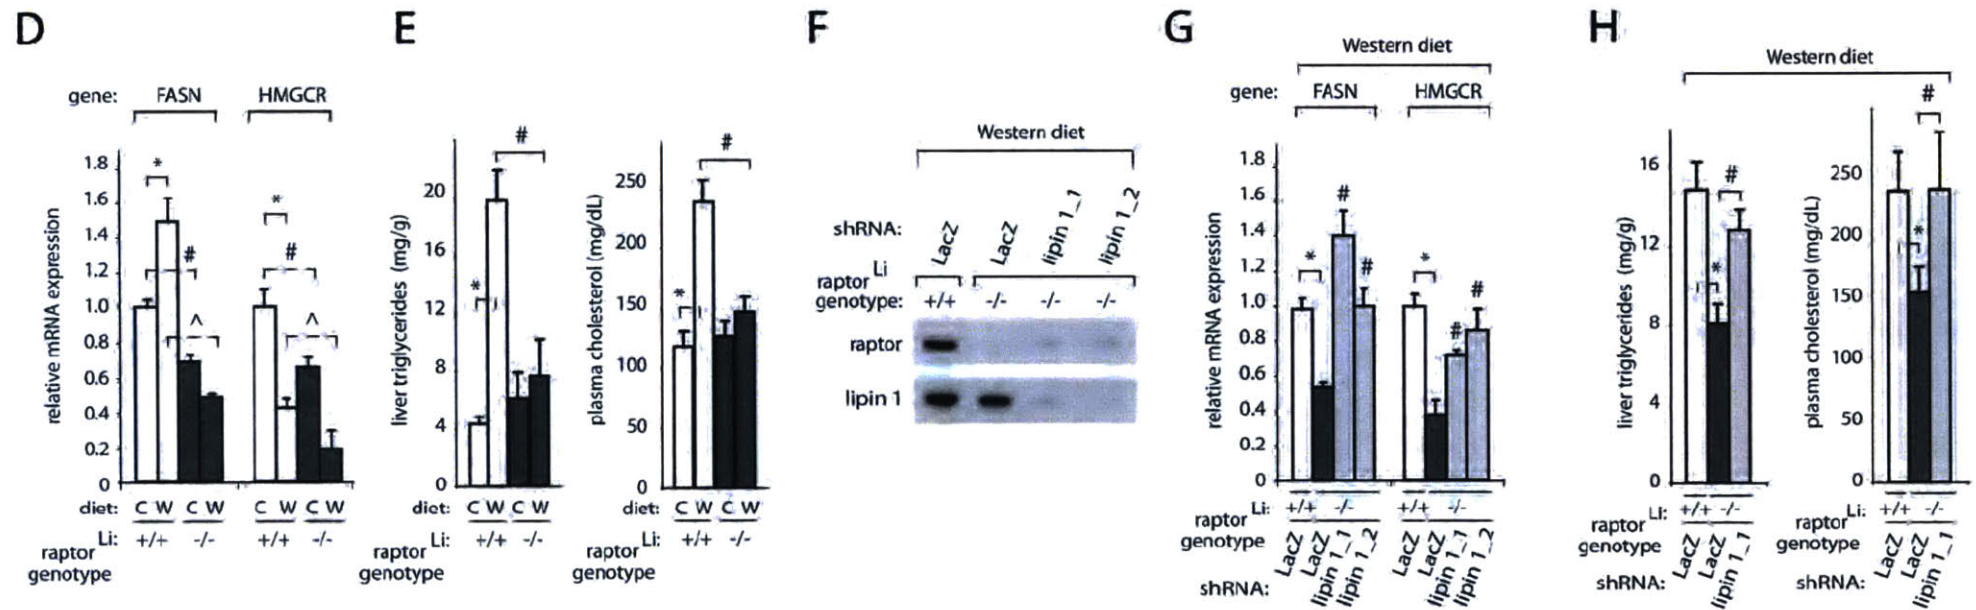 D
gene: FASN HMGCR
relative mRNA expression
1.8
1.6
1.4
1.2
1.0
0.8
0.6
0.4
0.2
0
*
#
^
*
#
^
diet: C W C W C W C W
Li: +/+ -/- +/+ -/-
raptor
genotype
E
liver triglycerides (mg/g)
20
16
12
8
4
0
*
#
diet: C W C W
Li: +/+ -/-
raptor
genotype
plasma cholesterol (mg/dL)
250
200
150
100
50
0
*
#
diet: C W C W
Li: +/+ -/-
raptor
genotype
F
Western diet
shRNA: LacZ LacZ lipin 1_1 lipin 1_2
Li
raptor
genotype: +/+ -/- -/- -/-
raptor
lipin 1
G
Western diet
gene: FASN HMGCR
relative mRNA expression
1.8
1.6
1.4
1.2
1.0
0.8
0.6
0.4
0.2
0
*
#
#
*
#
#
Li: +/+ -/- +/+ -/-
raptor
genotype
shRNA: LacZ LacZ lipin 1_1 lipin 1_2 LacZ LacZ lipin 1_1 lipin 1_2
H
Western diet
liver triglycerides (mg/g)
16
12
8
4
0
*
#
LI: +/+ -/-
raptor
genotype
shRNA: LacZ LacZ lipin 1_1
plasma cholesterol (mg/dL)
250
200
150
100
50
0
*
#
Li: +/+ -/-
raptor
genotype
shRNA: LacZ LacZ lipin 1_1